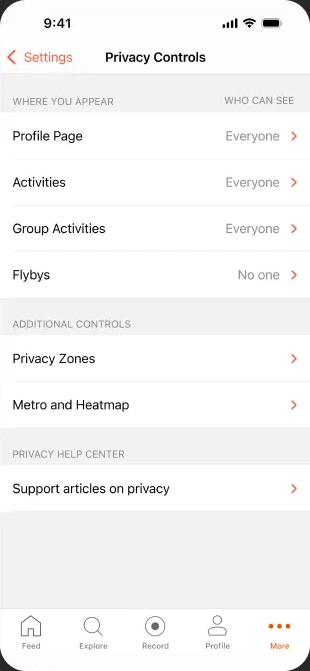 9:41
Settings Privacy Controls
WHERE YOU APPEAR WHO CAN SEE
Profile Page Everyone
Activities Everyone
Group Activities Everyone
Flybys No one
ADDITIONAL CONTROLS
Privacy Zones
Metro and Heatmap
PRIVACY HELP CENTER
Support articles on privacy
Feed Explore Record Profile More